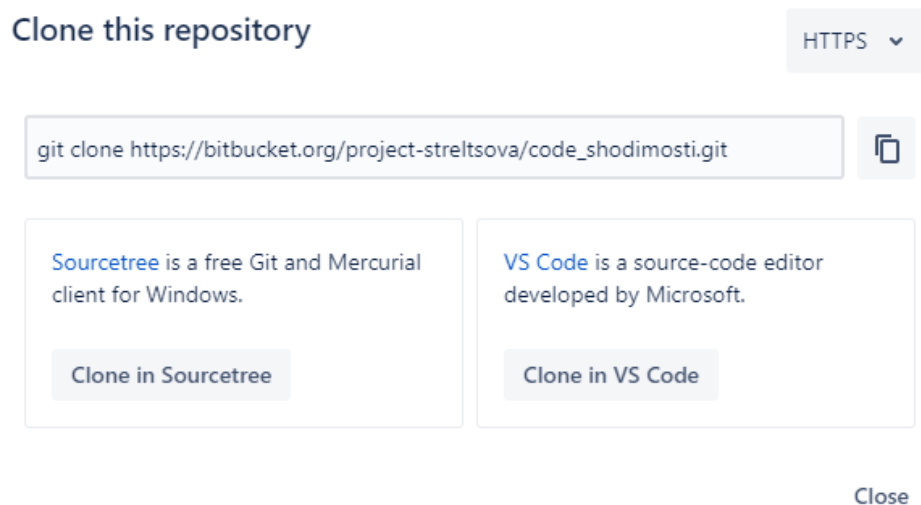 Clone this repository
HTTPS
git clone https://bitbucket.org/project-streltsova/code_shodimosti.git
Sourcetree is a free Git and Mercurial
client for Windows.
Clone in Sourcetree
VS Code is a source-code editor
developed by Microsoft.
Clone in VS Code
Close